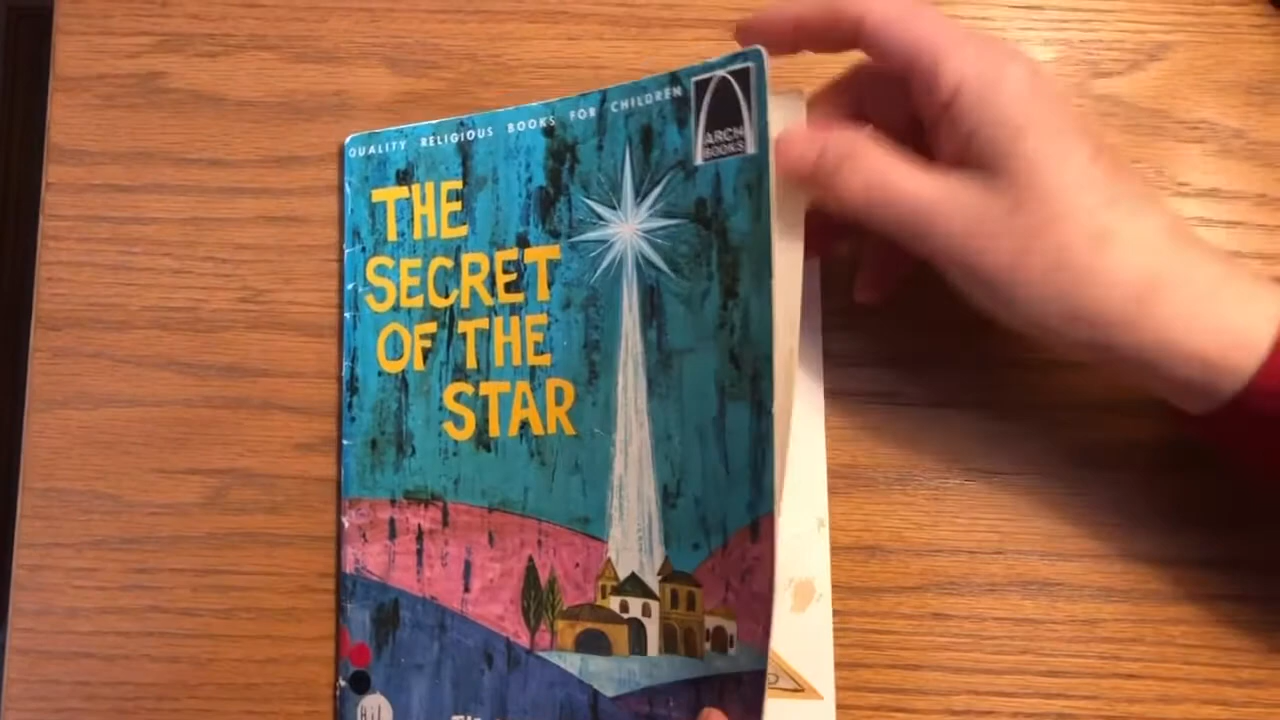 QUALITY RELIGIOUS BOOKS FOR CHILDREN
ARCH
BOOKS
THE
SECRET
OF THE
STAR